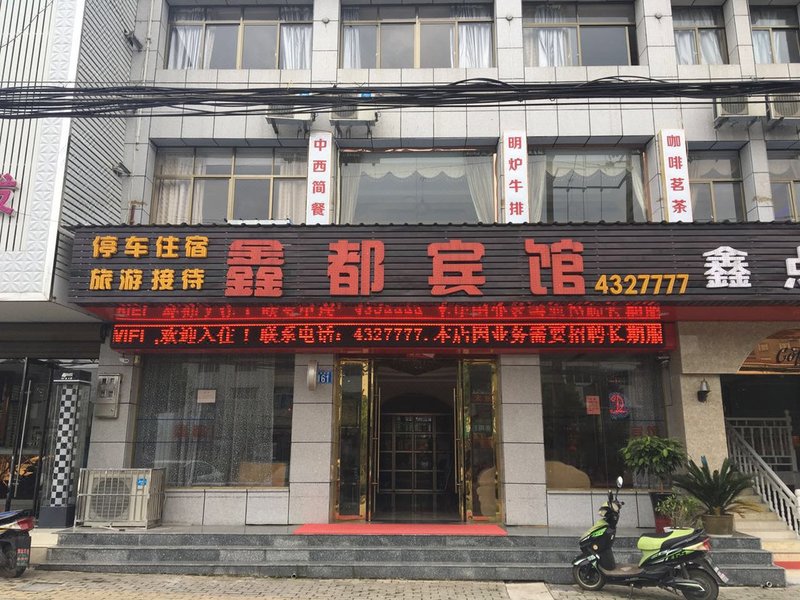 中西简餐
明炉牛排
咖啡茗茶
停车住宿
旅游接待
鑫都宾馆
4327777
鑫点
WIFI ,欢迎入住！联系电话：4327777.本店因业务需要招聘长期服
161